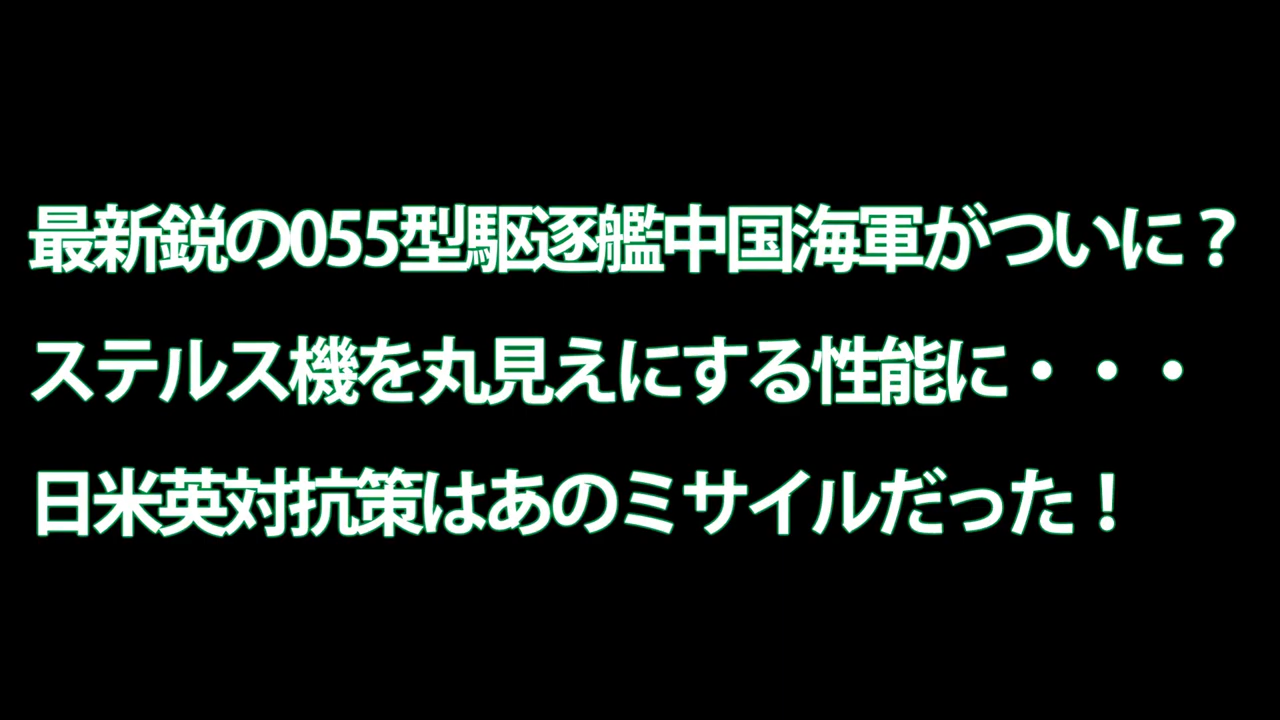 最新鋭の055型駆逐艦中国海軍がついに？
ステルス機を丸見えにする性能に・・・
日米英対抗策はあのミサイルだった！